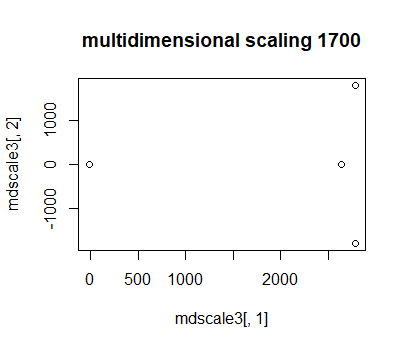 multidimensional scaling 1700
mdscale3[, 2]
1000
0
-1000
0 500 1000 2000
mdscale3[, 1]